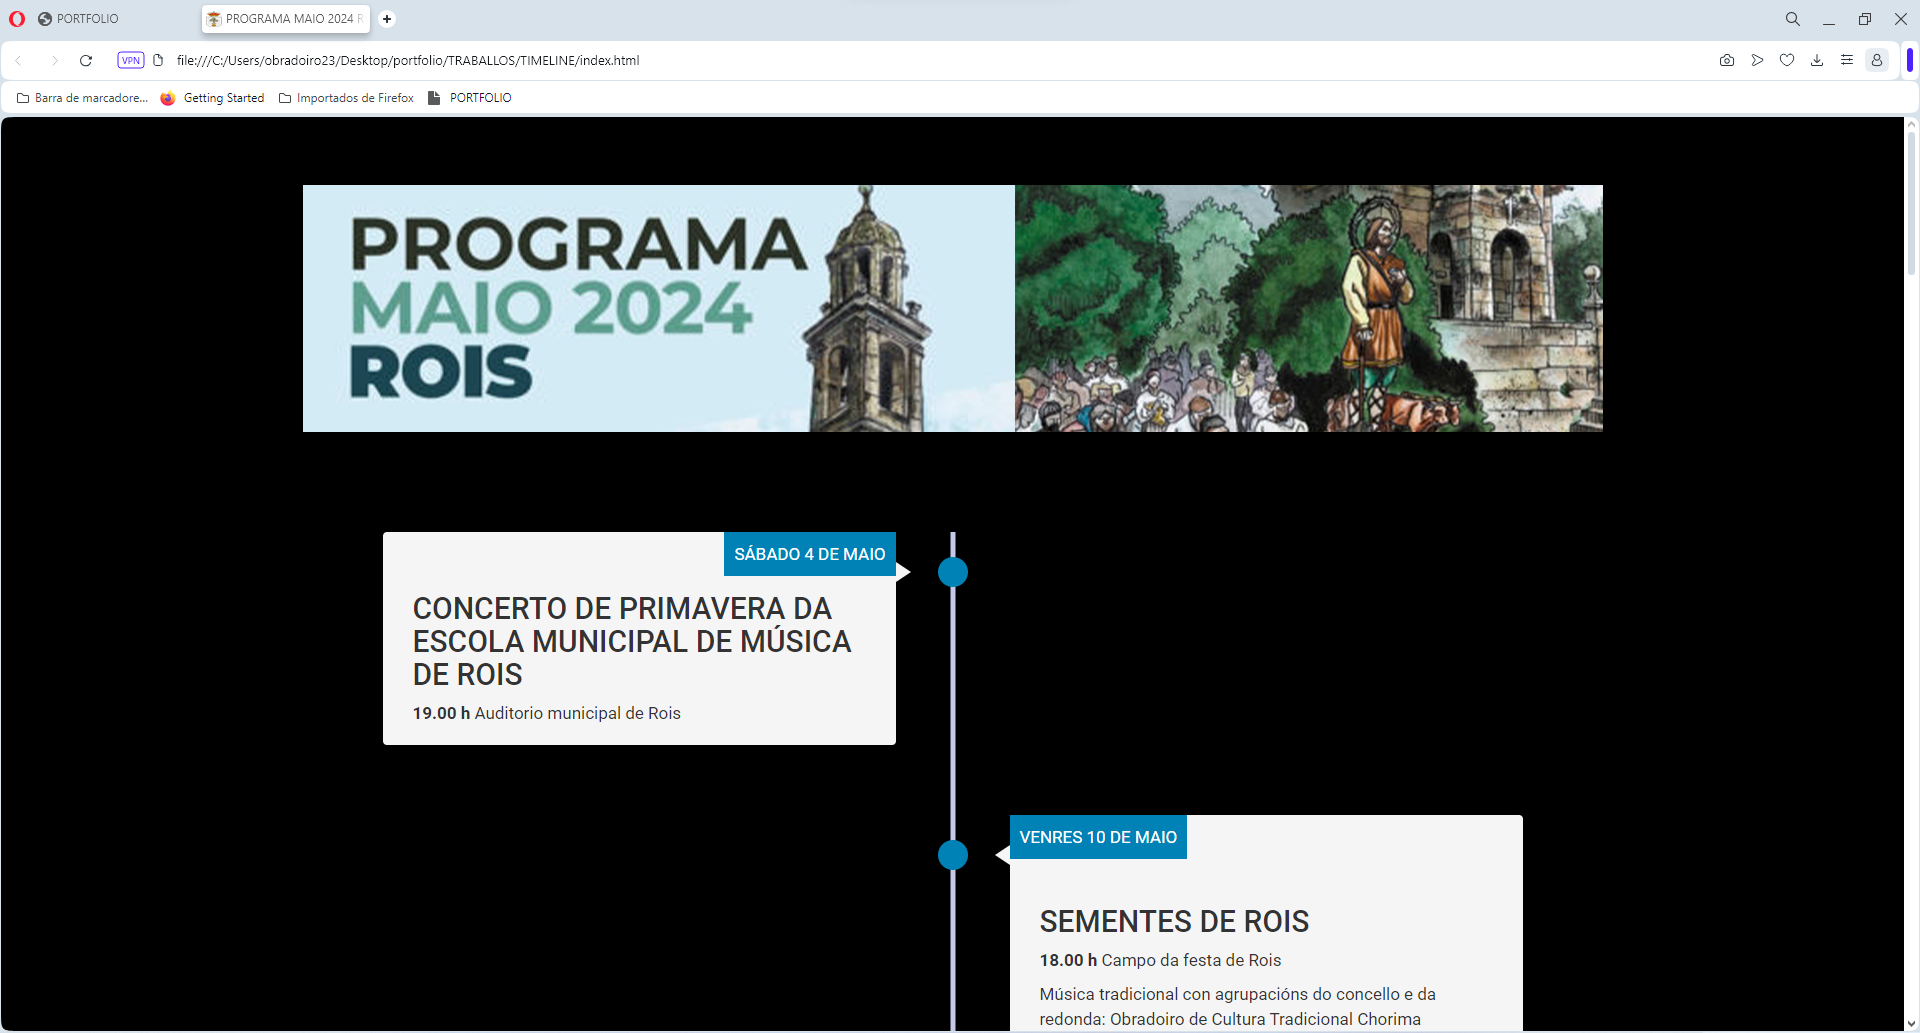 PORTFOLIO
PROGRAMA MAIO 2024 R
VPN
file:///C:/Users/obradoiro23/Desktop/portfolio/TRABALLOS/TIMELINE/index.html
Barra de marcadore...
Getting Started
Importados de Firefox
PORTFOLIO
PROGRAMA
MAIO 2024
ROIS
SÁBADO 4 DE MAIO
CONCERTO DE PRIMAVERA DA
ESCOLA MUNICIPAL DE MÚSICA
DE ROIS
19.00 h Auditorio municipal de Rois
VENRES 10 DE MAIO
SEMENTES DE ROIS
18.00 h Campo da festa de Rois
Música tradicional con agrupacións do concello e da
redonda: Obradoiro de Cultura Tradicional Chorima